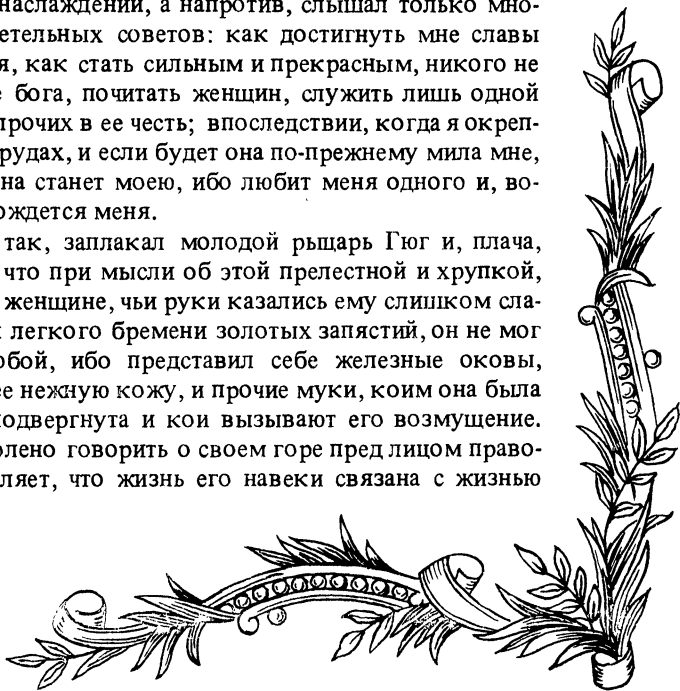 наслаждений, а напротив, слышал только мно-
етельных советов: как достигнуть мне славы
я, как стать сильным и прекрасным, никого не
е бога, почитать женщин, служить лишь одной
прочих в ее честь; впоследствии, когда я окреп-
рудах, и если будет она по-прежнему мила мне,
на станет моею, ибо любит меня одного и, во-
ождется меня.
так, заплакал молодой рыщарь Гюг и, плача,
что при мысли об этой прелестной и хрупкой,
женщине, чьи руки казались ему слишком сла-
легкого бремени золотых запястий, он не мог
обой, ибо представил себе железные оковы,
ее нежную кожу, и прочие муки, коим она была
одвергнута и кои вызывают его возмущение.
олено говорить о своем горе пред лицом право-
ляет, что жизнь его навеки связана с жизнью